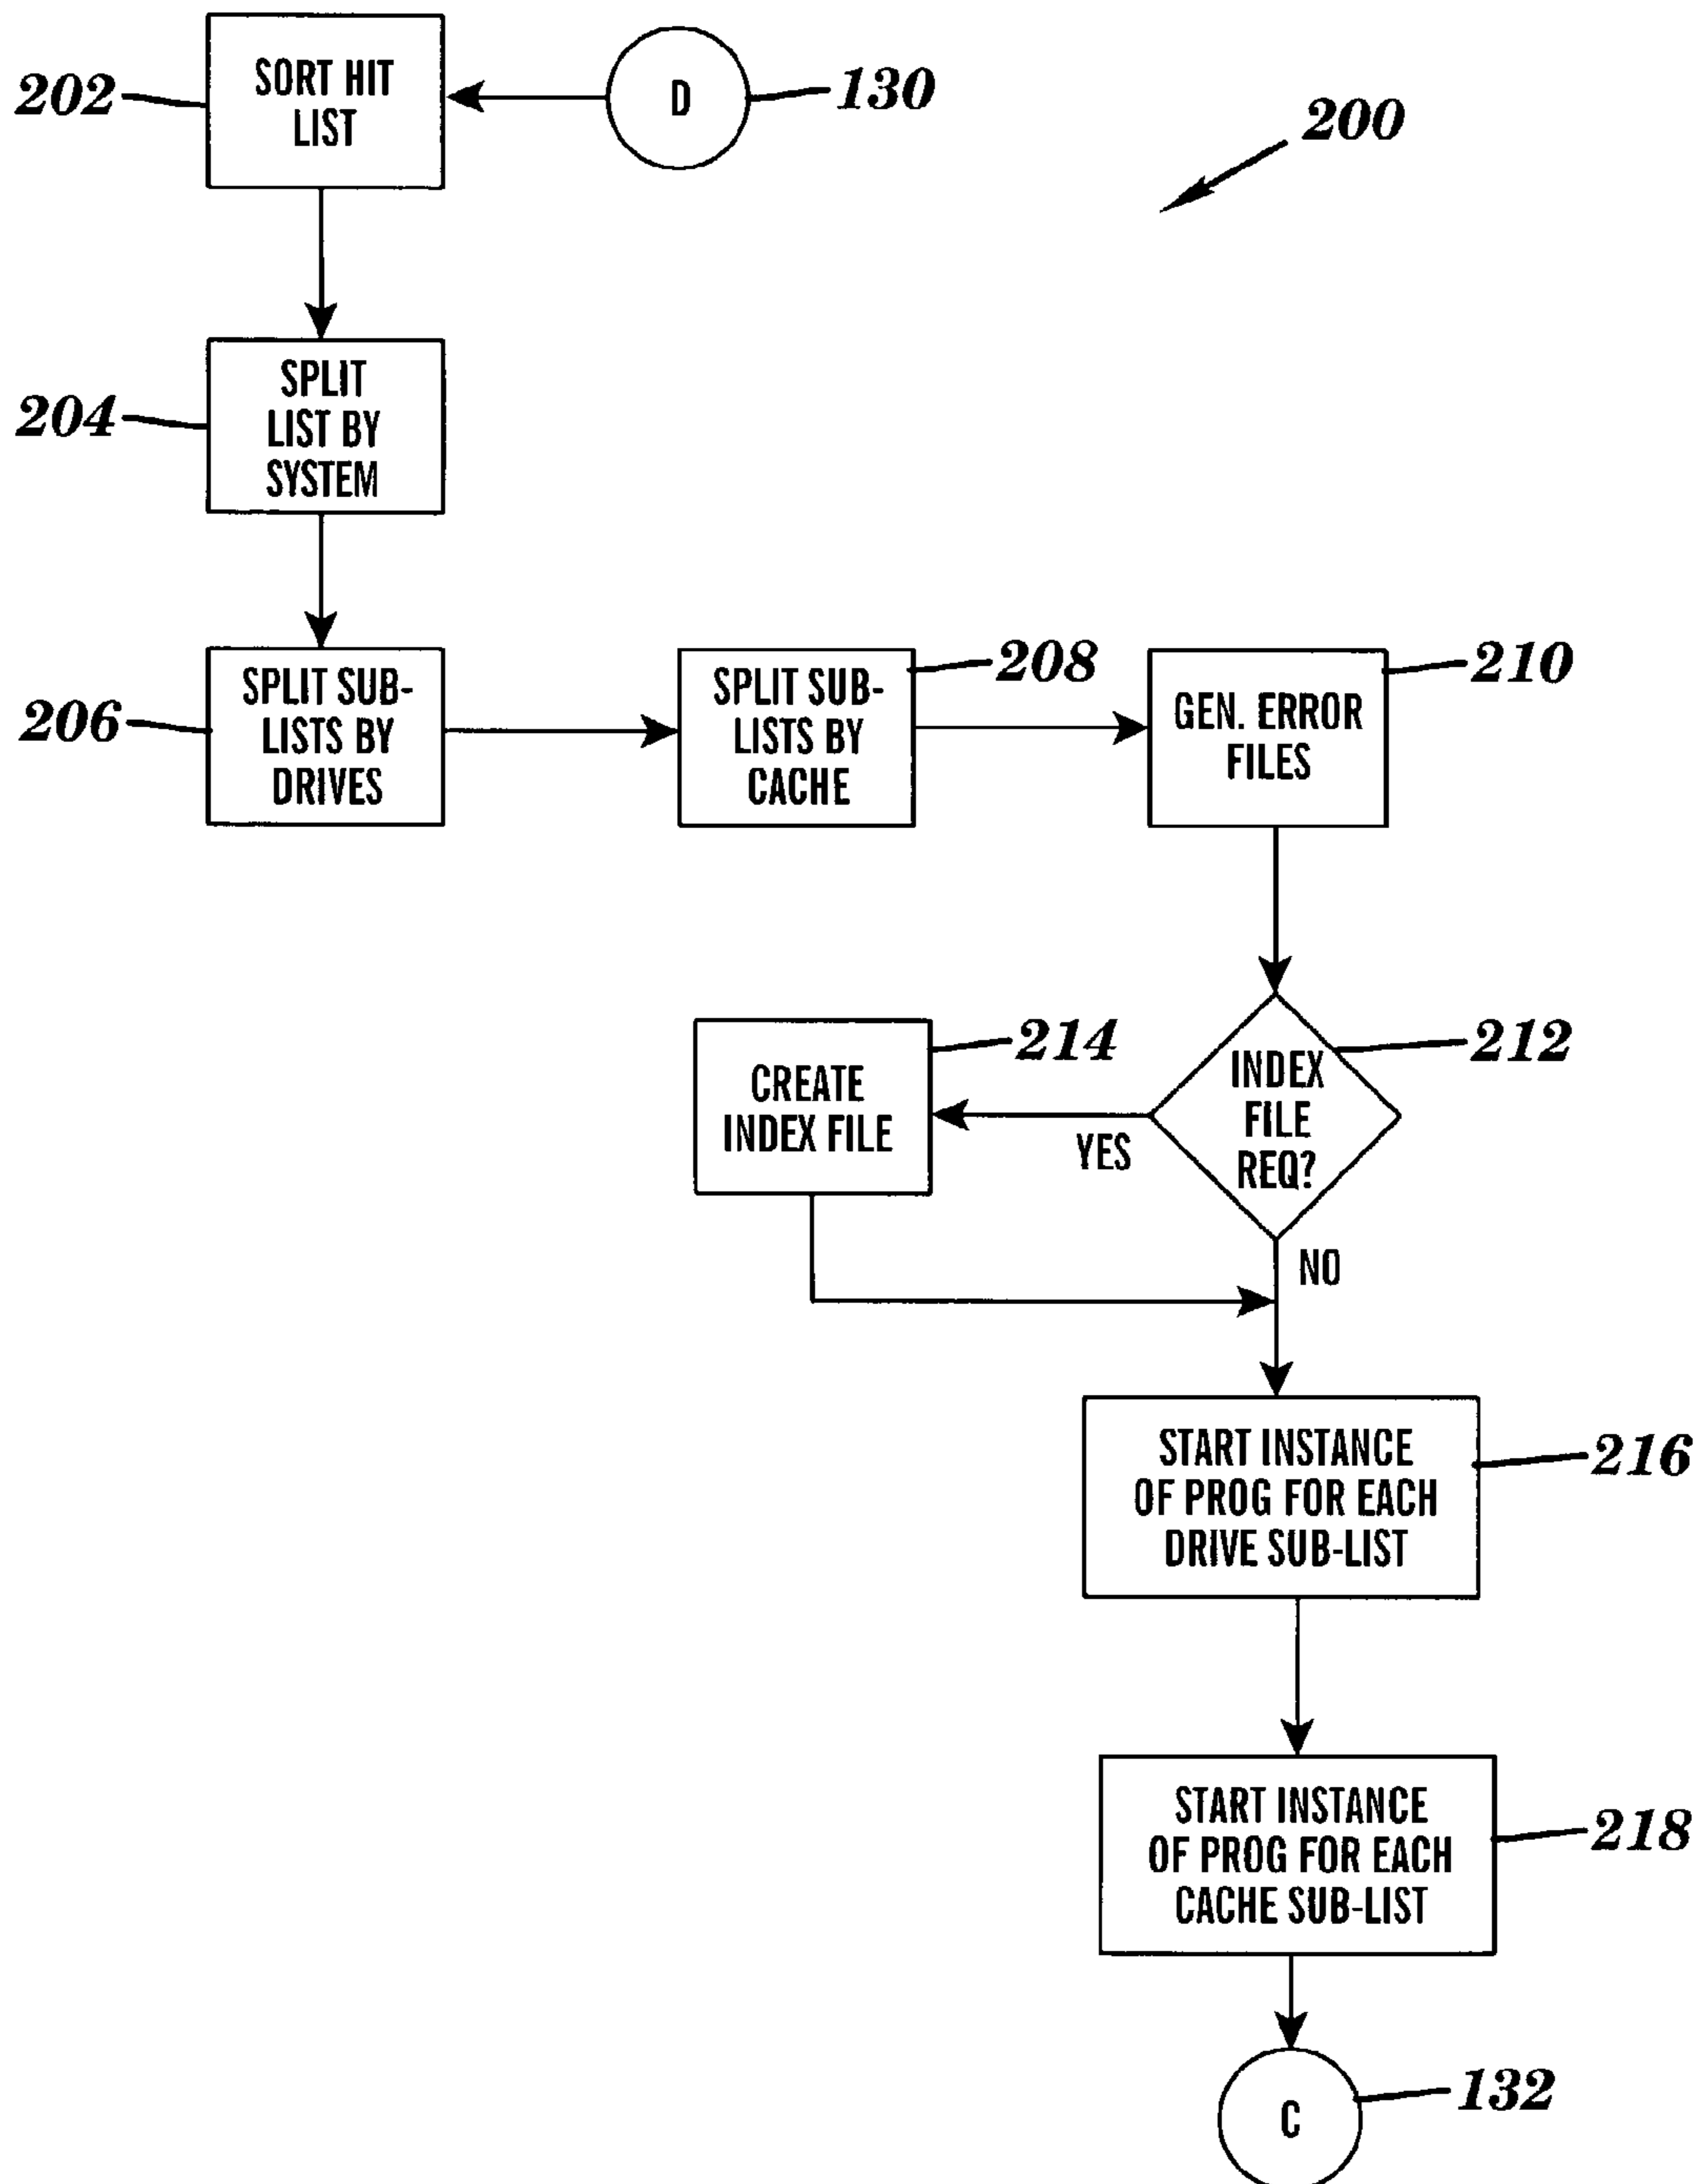 202
SORT HIT
LIST
D
130
200
204
SPLIT
LIST BY
SYSTEM
206
SPLIT SUB-
LISTS BY
DRIVES
SPLIT SUB-
LISTS BY
CACHE
208
GEN. ERROR
FILES
210
CREATE
INDEX FILE
214
YES
INDEX
FILE
REQ?
212
NO
START INSTANCE
OF PROG FOR EACH
DRIVE SUB-LIST
216
START INSTANCE
OF PROG FOR EACH
CACHE SUB-LIST
218
C
132